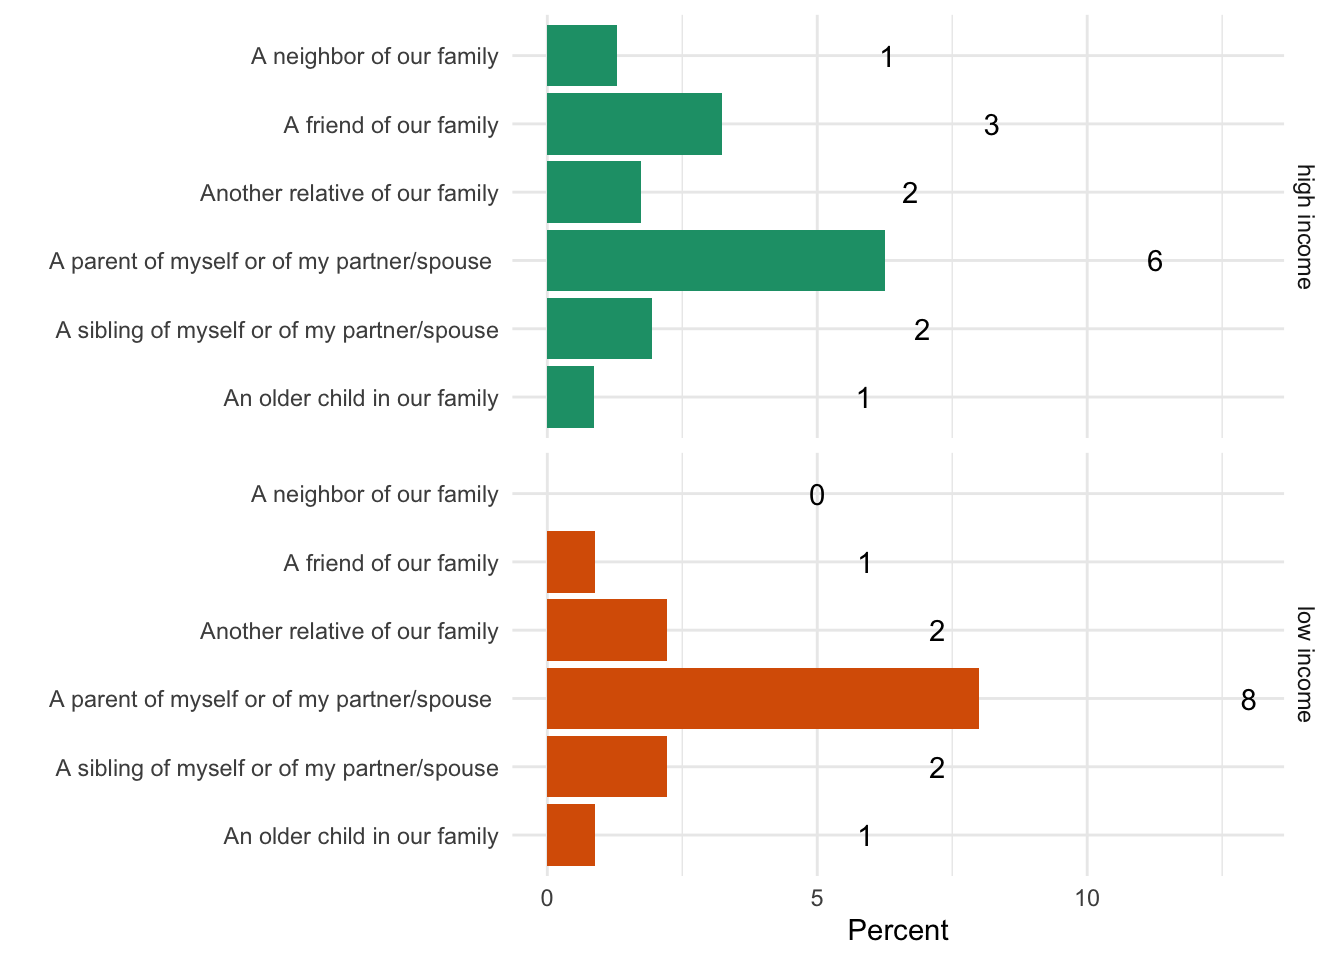 A neighbor of our family 1
A friend of our family 3
Another relative of our family 2
A parent of myself or of my partner/spouse 6
A sibling of myself or of my partner/spouse 2
An older child in our family 1
high income
A neighbor of our family 0
A friend of our family 1
Another relative of our family 2
A parent of myself or of my partner/spouse 8
A sibling of myself or of my partner/spouse 2
An older child in our family 1
low income
0 5 10
Percent